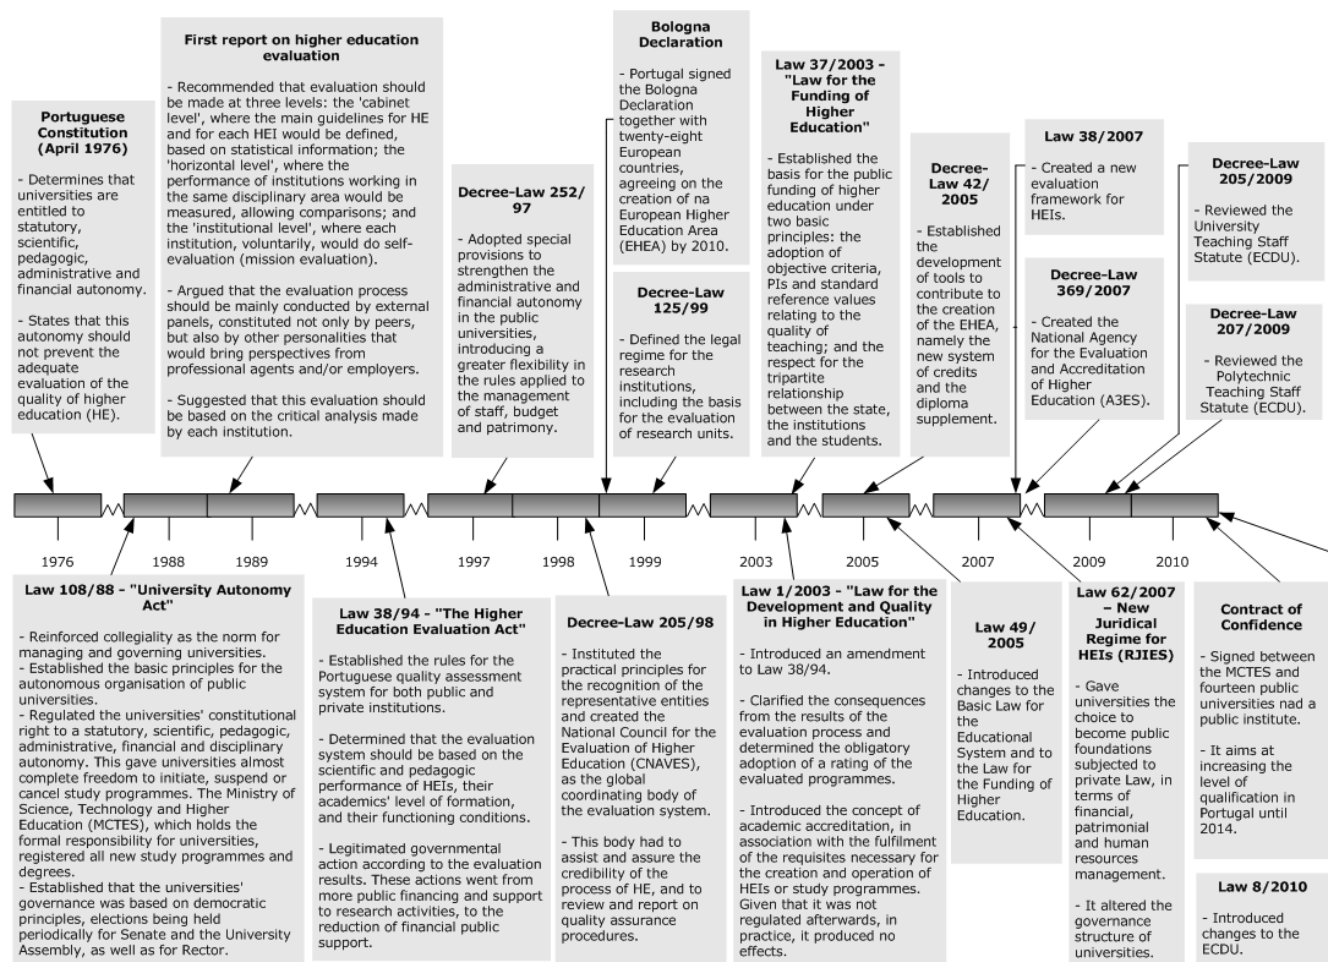 Portuguese
Constitution
(April 1976)
- Determines that
universities are
entitled to
statutory,
scientific,
pedagogic,
administrative and
financial autonomy.
- States that this
autonomy should
not prevent the
adequate
evaluation of the
quality of higher
education (HE).
First report on higher education
evaluation
- Recommended that evaluation should
be made at three levels: the 'cabinet
level', where the main guidelines for HE
and for each HEI would be defined,
based on statistical information; the
'horizontal level', where the
performance of institutions working in
the same disciplinary area would be
measured, allowing comparisons; and
the 'institutional level', where each
institution, voluntarily, would do self-
evaluation (mission evaluation).
- Argued that the evaluation process
should be mainly conducted by external
panels, constituted not only by peers,
but also by other personalities that
would bring perspectives from
professional agents and/or employers.
- Suggested that this evaluation should
be based on the critical analysis made
by each institution.
Decree-Law 252/
97
- Adopted special
provisions to
strengthen the
administrative and
financial autonomy
in the public
universities,
introducing a
greater flexibility in
the rules applied to
the management
of staff, budget
and patrimony.
Bologna
Declaration
- Portugal signed the
Bologna
Declaration
together with
twenty-eight
European
countries,
agreeing on the
creation of na
European Higher
Education Area
(EHEA) by 2010.
Decree-Law
125/99
- Defined the legal
regime for the
research
institutions,
including the basis
for the evaluation
of research units.
Law 37/2003 -
"Law for the
Funding of
Higher
Education"
- Established the
basis for the public
funding of higher
education under
two basic
principles: the
adoption of
objective criteria,
PIs and standard
reference values
relating to the
quality of
teaching; and the
respect for the
tripartite
relationship
between the state,
the institutions
and the students.
Decree-
Law 42/
2005
- Established
the
development
of tools to
contribute to
the creation
of the EHEA,
namely the
new system
of credits
and the
diploma
supplement.
Law 38/2007
- Created a new
evaluation
framework for
HEIs.
Decree-Law
369/2007
- Created the
National Agency
for the Evaluation
and Accreditation
of Higher
Education (A3ES).
Decree-Law
205/2009
- Reviewed the
University
Teaching Staff
Statute (ECDU).
Decree-Law
207/2009
- Reviewed the
Polytechnic
Teaching Staff
Statute (ECDU).
1976
1988
1989
1994
1997
1998
1999
2003
2005
2007
2009
2010
Law 108/88 - "University Autonomy
Act"
- Reinforced collegiality as the norm for
managing and governing universities.
- Established the basic principles for the
autonomous organisation of public
universities.
- Regulated the universities' constitutional
right to a statutory, scientific, pedagogic,
administrative, financial and disciplinary
autonomy. This gave universities almost
complete freedom to initiate, suspend or
cancel study programmes. The Ministry of
Science, Technology and Higher
Education (MCTES), which holds the
formal responsibility for universities,
registered all new study programmes and
degrees.
- Established that the universities'
governance was based on democratic
principles, elections being held
periodically for Senate and the University
Assembly, as well as for Rector.
Law 38/94 - "The Higher
Education Evaluation Act"
- Established the rules for the
Portuguese quality assessment
system for both public and
private institutions.
- Determined that the evaluation
system should be based on the
scientific and pedagogic
performance of HEIs, their
academics' level of formation,
and their functioning conditions.
- Legitimated governmental
action according to the evaluation
results. These actions went from
more public financing and support
to research activities, to the
reduction of financial public
support.
Decree-Law 205/98
- Instituted the
practical principles for
the recognition of the
representative entities
and created the
National Council for the
Evaluation of Higher
Education (CNAVES),
as the global
coordinating body of
the evaluation system.
- This body had to
assist and assure the
credibility of the
process of HE, and to
review and report on
quality assurance
procedures.
Law 1/2003 - "Law for the
Development and Quality
in Higher Education"
- Introduced an amendment
to Law 38/94.
- Clarified the consequences
from the results of the
evaluation process and
determined the obligatory
adoption of a rating of the
evaluated programmes.
- Introduced the concept of
academic accreditation, in
association with the fulfilment
of the requisites necessary for
the creation and operation of
HEIs or study programmes.
Given that it was not
regulated afterwards, in
practice, it produced no
effects.
Law 49/
2005
- Introduced
changes to the
Basic Law for
the
Educational
System and to
the Law for
the Funding of
Higher
Education.
Law 62/2007
– New
Juridical
Regime for
HEIs (RJIES)
- Gave
universities the
choice to
become public
foundations
subjected to
private Law, in
terms of
financial,
patrimonial
and human
resources
management.
- It altered the
governance
structure of
universities.
Contract of
Confidence
- Signed between
the MCTES and
fourteen public
universities nad
a public institute.
- It aims at
increasing the
level of
qualification in
Portugal until
2014.
Law 8/2010
- Introduced
changes to the
ECDU.